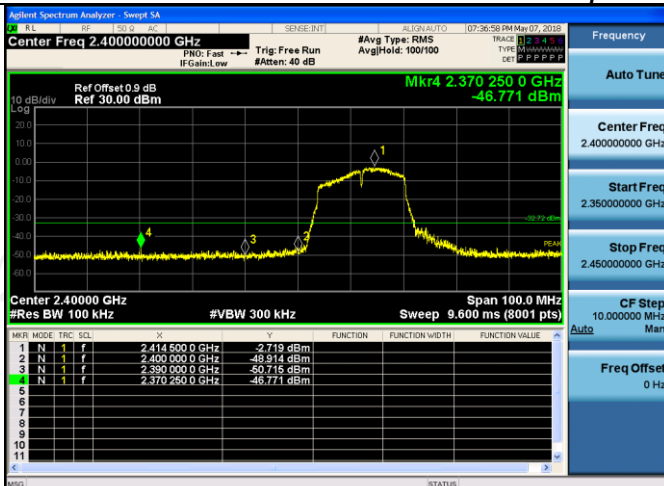 Agilent Spectrum Analyzer - Swept SA
RL RF 50 Ω AC SENSE:INT ALIGN AUTO 07:36:58 PM May 07, 2018
Center Freq 2.400000000 GHz
PNO: Fast
IFGain:Low
Trig: Free Run
#Atten: 40 dB
#Avg Type: RMS
Avg|Hold: 100/100
TRACE 1 2 3 4 5 6
TYPE M
DET P P P P P P
Ref Offset 0.9 dB
10 dB/div Ref 30.00 dBm
Log
Mkr4 2.370 250 0 GHz
-46.771 dBm
20.0
10.0
0.00
-10.0
-20.0
-30.0
-40.0
-50.0
-60.0
1
2
3
4
-32.72 dBm
PEAK
Center 2.40000 GHz Span 100.0 MHz
#Res BW 100 kHz #VBW 300 kHz Sweep 9.600 ms (8001 pts)
MKR MODE TRC SCL X Y FUNCTION FUNCTION WIDTH FUNCTION VALUE
1 N 1 f 2.414 500 0 GHz -2.719 dBm
2 N 1 f 2.400 000 0 GHz -48.914 dBm
3 N 1 f 2.390 000 0 GHz -50.715 dBm
4 N 1 f 2.370 250 0 GHz -46.771 dBm
5
6
7
8
9
10
11
MSG STATUS
Frequency
Auto Tune
Center Freq
2.400000000 GHz
Start Freq
2.350000000 GHz
Stop Freq
2.450000000 GHz
CF Step
10.000000 MHz
Auto Man
Freq Offset
0 Hz